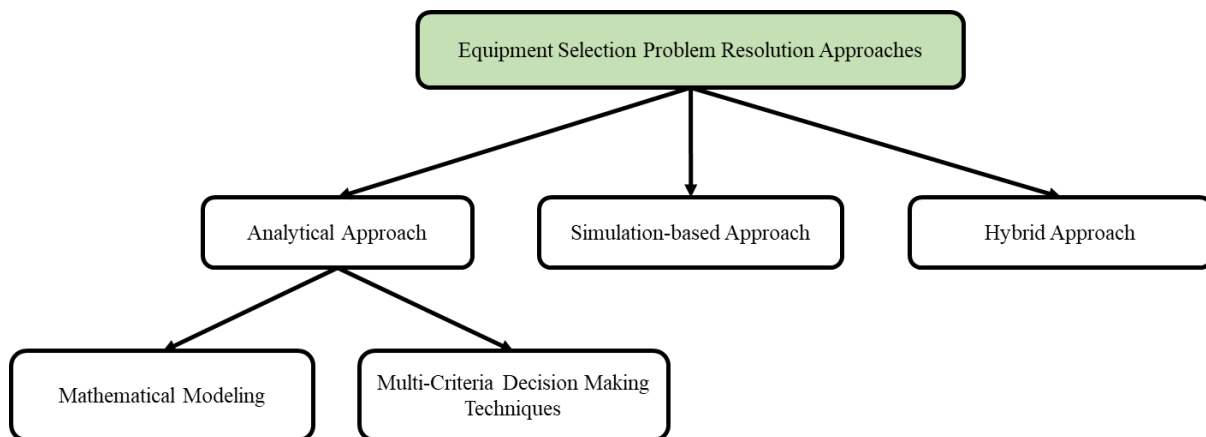 Equipment Selection Problem Resolution Approaches
Analytical Approach
Simulation-based Approach
Hybrid Approach
Mathematical Modeling
Multi-Criteria Decision Making
Techniques